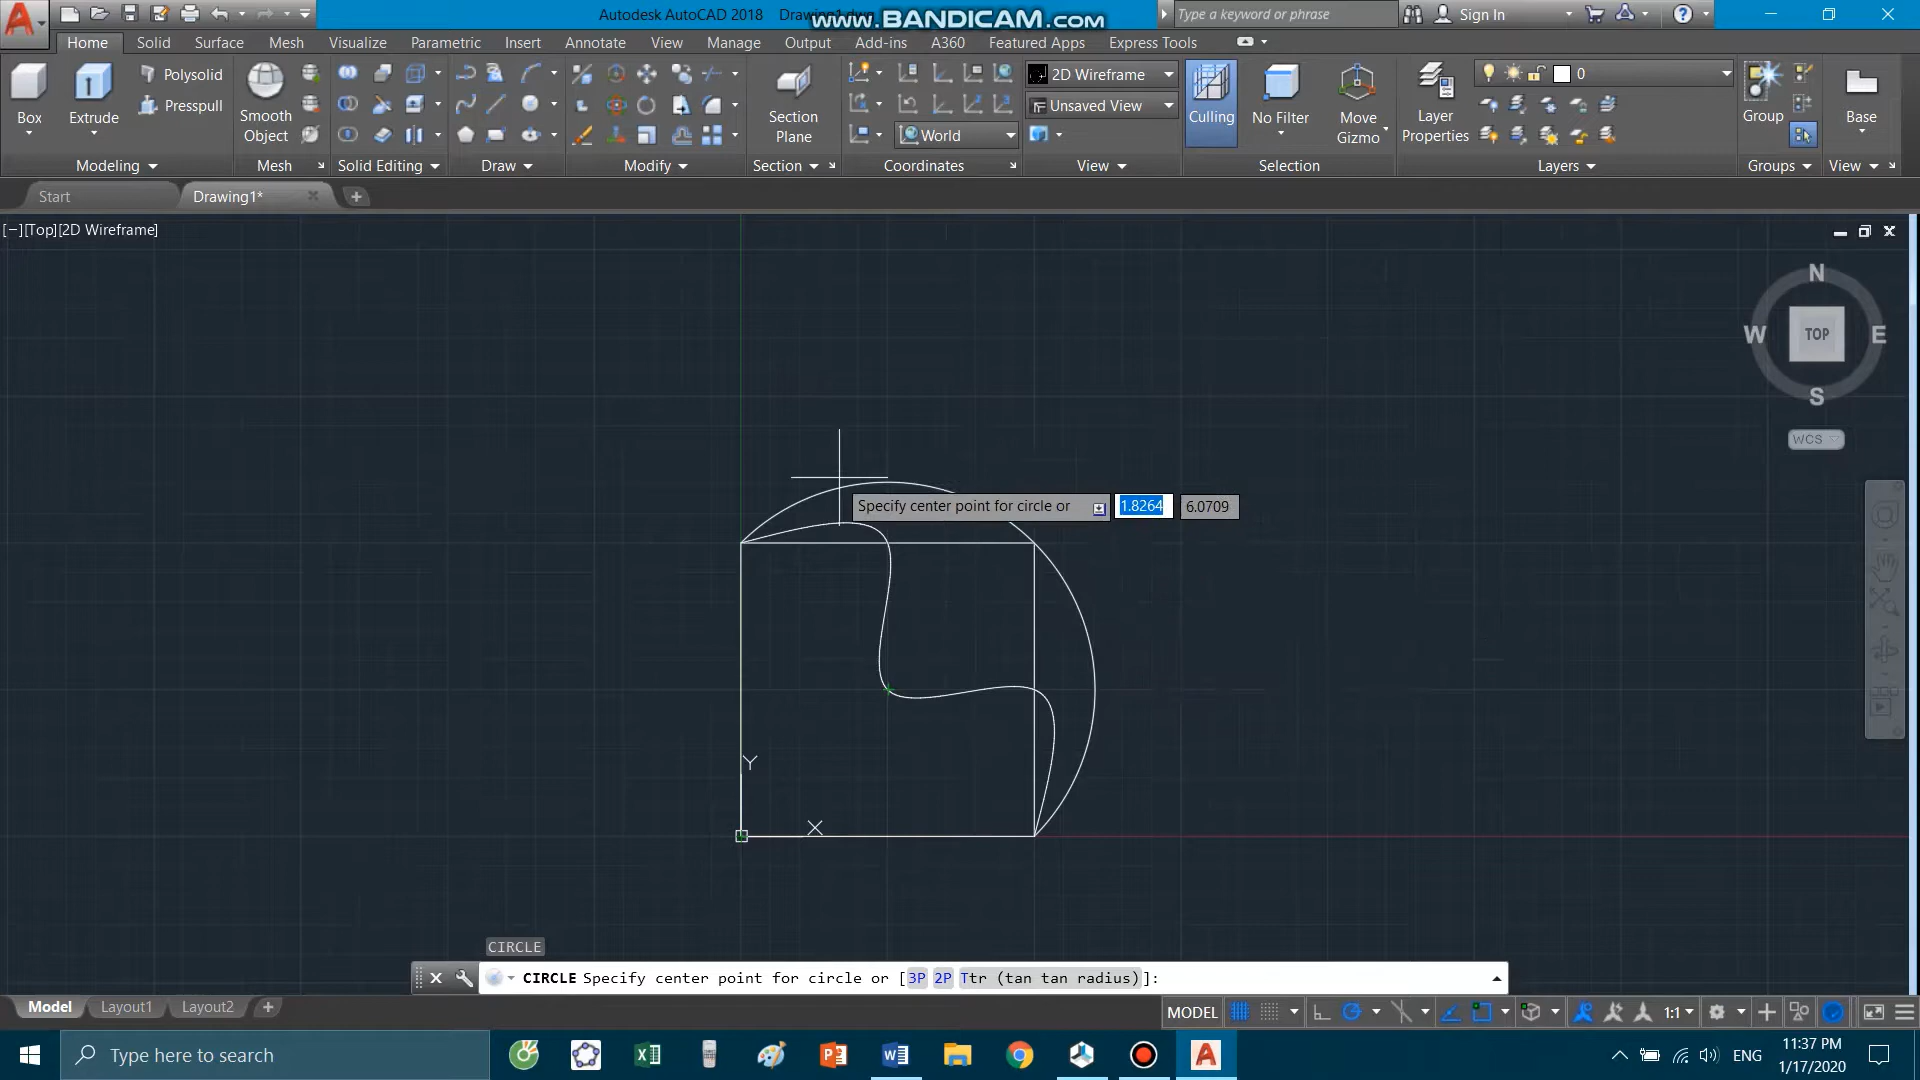 Autodesk AutoCAD 2018 Drawing1.dwg
www.BANDICAM.com
Type a keyword or phrase
Sign In
Home Solid Surface Mesh Visualize Parametric Insert Annotate View Manage Output Add-ins A360 Featured Apps Express Tools
Box
Extrude
Polysolid
Presspull
Modeling
Smooth
Object
Mesh
Solid Editing
Draw
Modify
Section
Plane
Section
World
Coordinates
2D Wireframe
Unsaved View
View
Culling
No Filter
Move
Gizmo
Selection
Layer
Properties
0
Layers
Group
Groups
Base
View
Start
Drawing1*
[−][Top][2D Wireframe]
N
W TOP E
S
WCS
Specify center point for circle or 1.8264 6.0709
Y
X
CIRCLE
CIRCLE Specify center point for circle or [3P 2P Ttr (tan tan radius)]:
Model Layout1 Layout2
MODEL
1:1
Type here to search
ENG
11:37 PM
1/17/2020